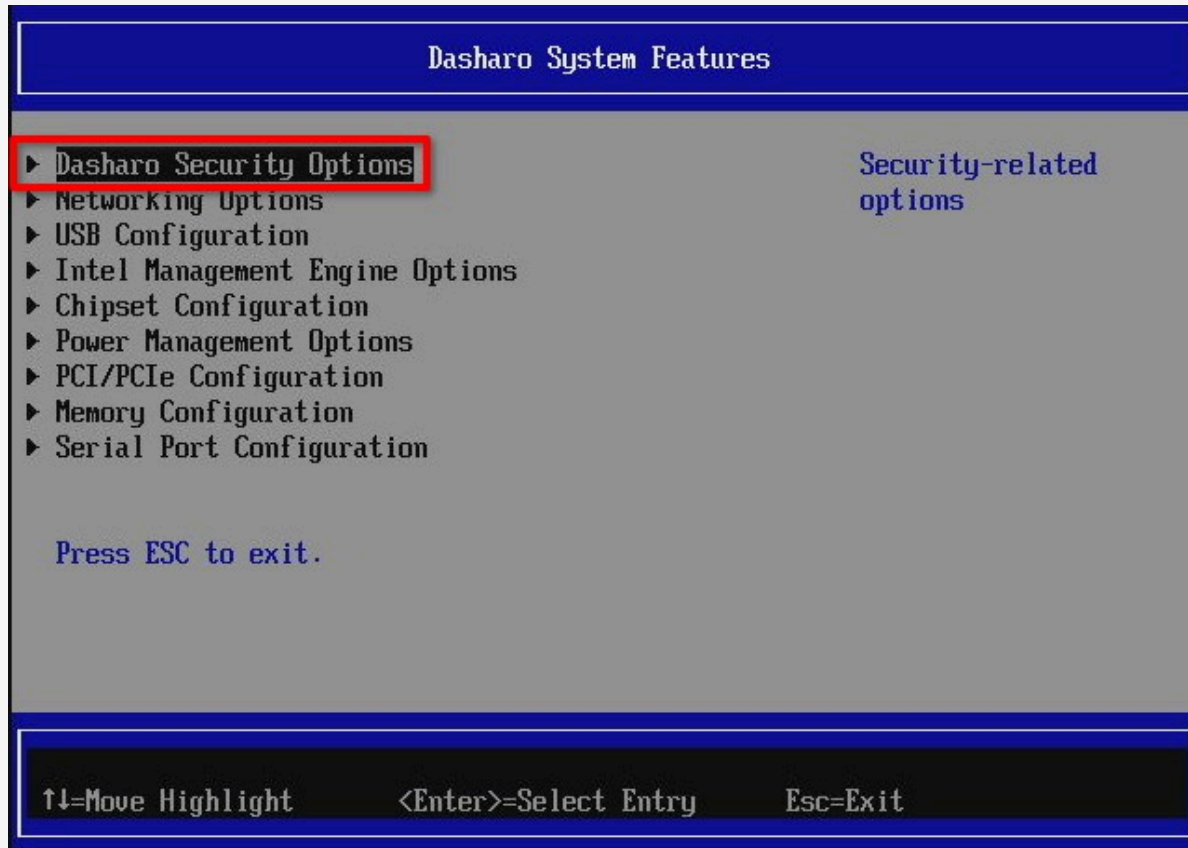 Dasharo System Features
Dasharo Security Options
Networking Options
USB Configuration
Intel Management Engine Options
Chipset Configuration
Power Management Options
PCI/PCIe Configuration
Memory Configuration
Serial Port Configuration
Press ESC to exit.
Security-related
options
↑↓=Move Highlight <Enter>=Select Entry Esc=Exit